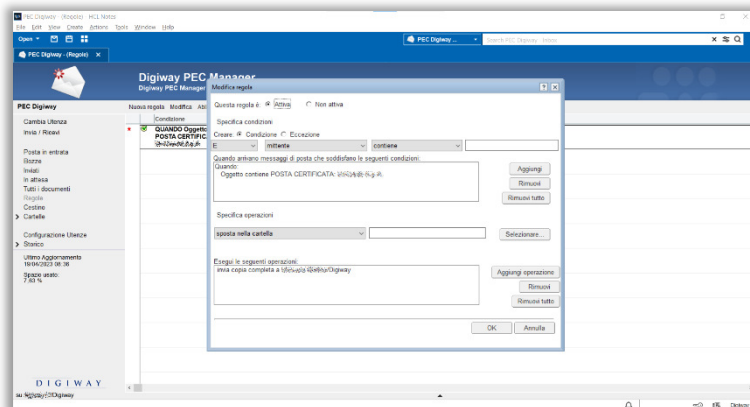 PEC Digiway - (Regole) - HCL Notes
File Edit View Create Actions Tools Window Help
Open
PEC Digiway ...
Search PEC Digiway - Inbox
PEC Digiway - (Regole) X
Digiway PEC Manager
Digiway PEC Manager
PEC Digiway
Nuova regola Modifica
Cambia Utenza
Invia / Ricevi
Posta in entrata
Bozze
Inviati
In attesa
Tutti i documenti
Regole
Cestino
Cartelle
Configurazione Utenze
Storico
Ultimo Aggiornamento
19/04/2023 08:36
Spazio usato:
7,83 %
DIGIWAY
Condizione
QUANDO Oggetto
POSTA CERTIFIC
Modifica regola
Questa regola è: Attiva Non attiva
Specifica condizioni
Creare: Condizione Eccezione
E mittente contiene
Quando arrivano messaggi di posta che soddisfano le seguenti condizioni:
Quando:
Oggetto contiene POSTA CERTIFICATA:
Aggiungi
Rimuovi
Rimuovi tutto
Specifica operazioni
sposta nella cartella
Selezionare...
Esegui le seguenti operazioni:
invia copia completa a /Digiway
Aggiungi operazione
Rimuovi
Rimuovi tutto
OK Annulla
su /Digiway